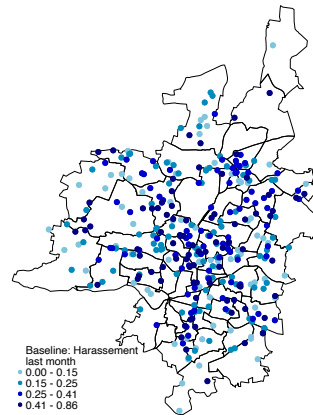 Baseline: Harassement
last month
0.00 - 0.15
0.15 - 0.25
0.25 - 0.41
0.41 - 0.86